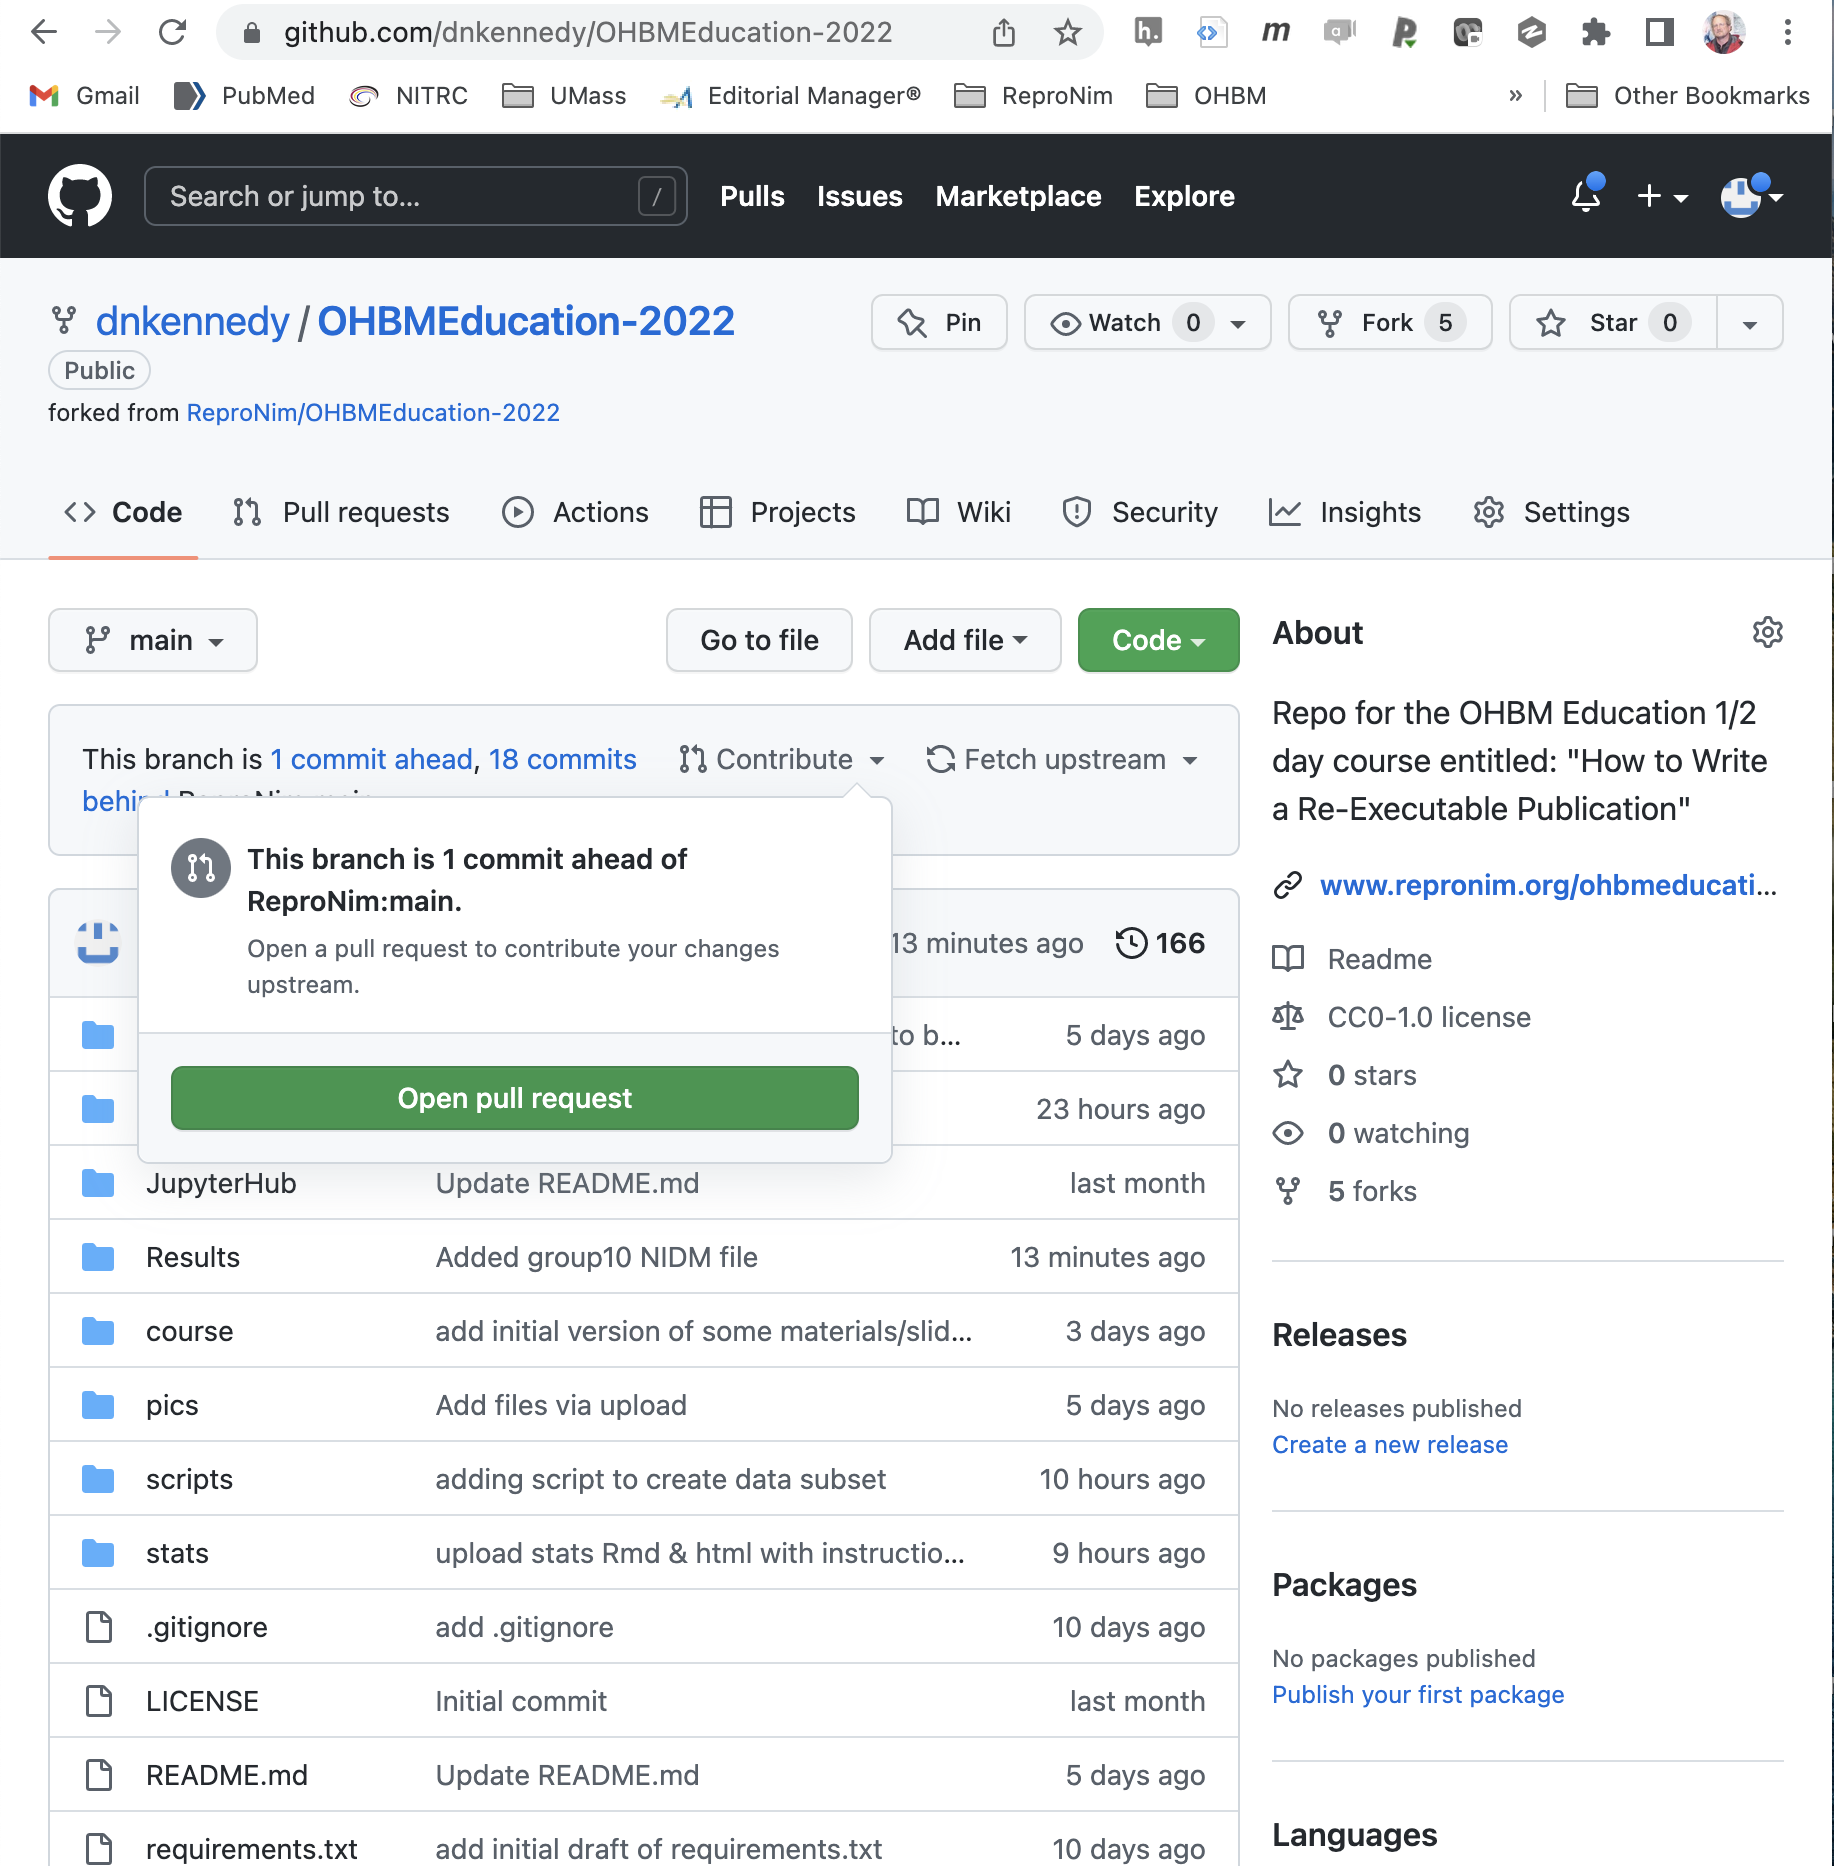 github.com/dnkennedy/OHBMEducation-2022
Gmail PubMed NITRC UMass Editorial Manager® ReproNim OHBM » Other Bookmarks
Search or jump to... / Pulls Issues Marketplace Explore
dnkennedy / OHBMEducation-2022 Pin Watch 0 Fork 5 Star 0
Public
forked from ReproNim/OHBMEducation-2022
Code Pull requests Actions Projects Wiki Security Insights Settings
main Go to file Add file Code
This branch is 1 commit ahead, 18 commits Contribute Fetch upstream
This branch is 1 commit ahead of
ReproNim:main.
Open a pull request to contribute your changes
upstream.
Open pull request
13 minutes ago 166
to b... 5 days ago
23 hours ago
JupyterHub Update README.md last month
Results Added group10 NIDM file 13 minutes ago
course add initial version of some materials/slid... 3 days ago
pics Add files via upload 5 days ago
scripts adding script to create data subset 10 hours ago
stats upload stats Rmd & html with instructio... 9 hours ago
.gitignore add .gitignore 10 days ago
LICENSE Initial commit last month
README.md Update README.md 5 days ago
requirements.txt add initial draft of requirements.txt 10 days ago
About
Repo for the OHBM Education 1/2
day course entitled: "How to Write
a Re-Executable Publication"
www.repronim.org/ohbmeducati...
Readme
CC0-1.0 license
0 stars
0 watching
5 forks
Releases
No releases published
Create a new release
Packages
No packages published
Publish your first package
Languages